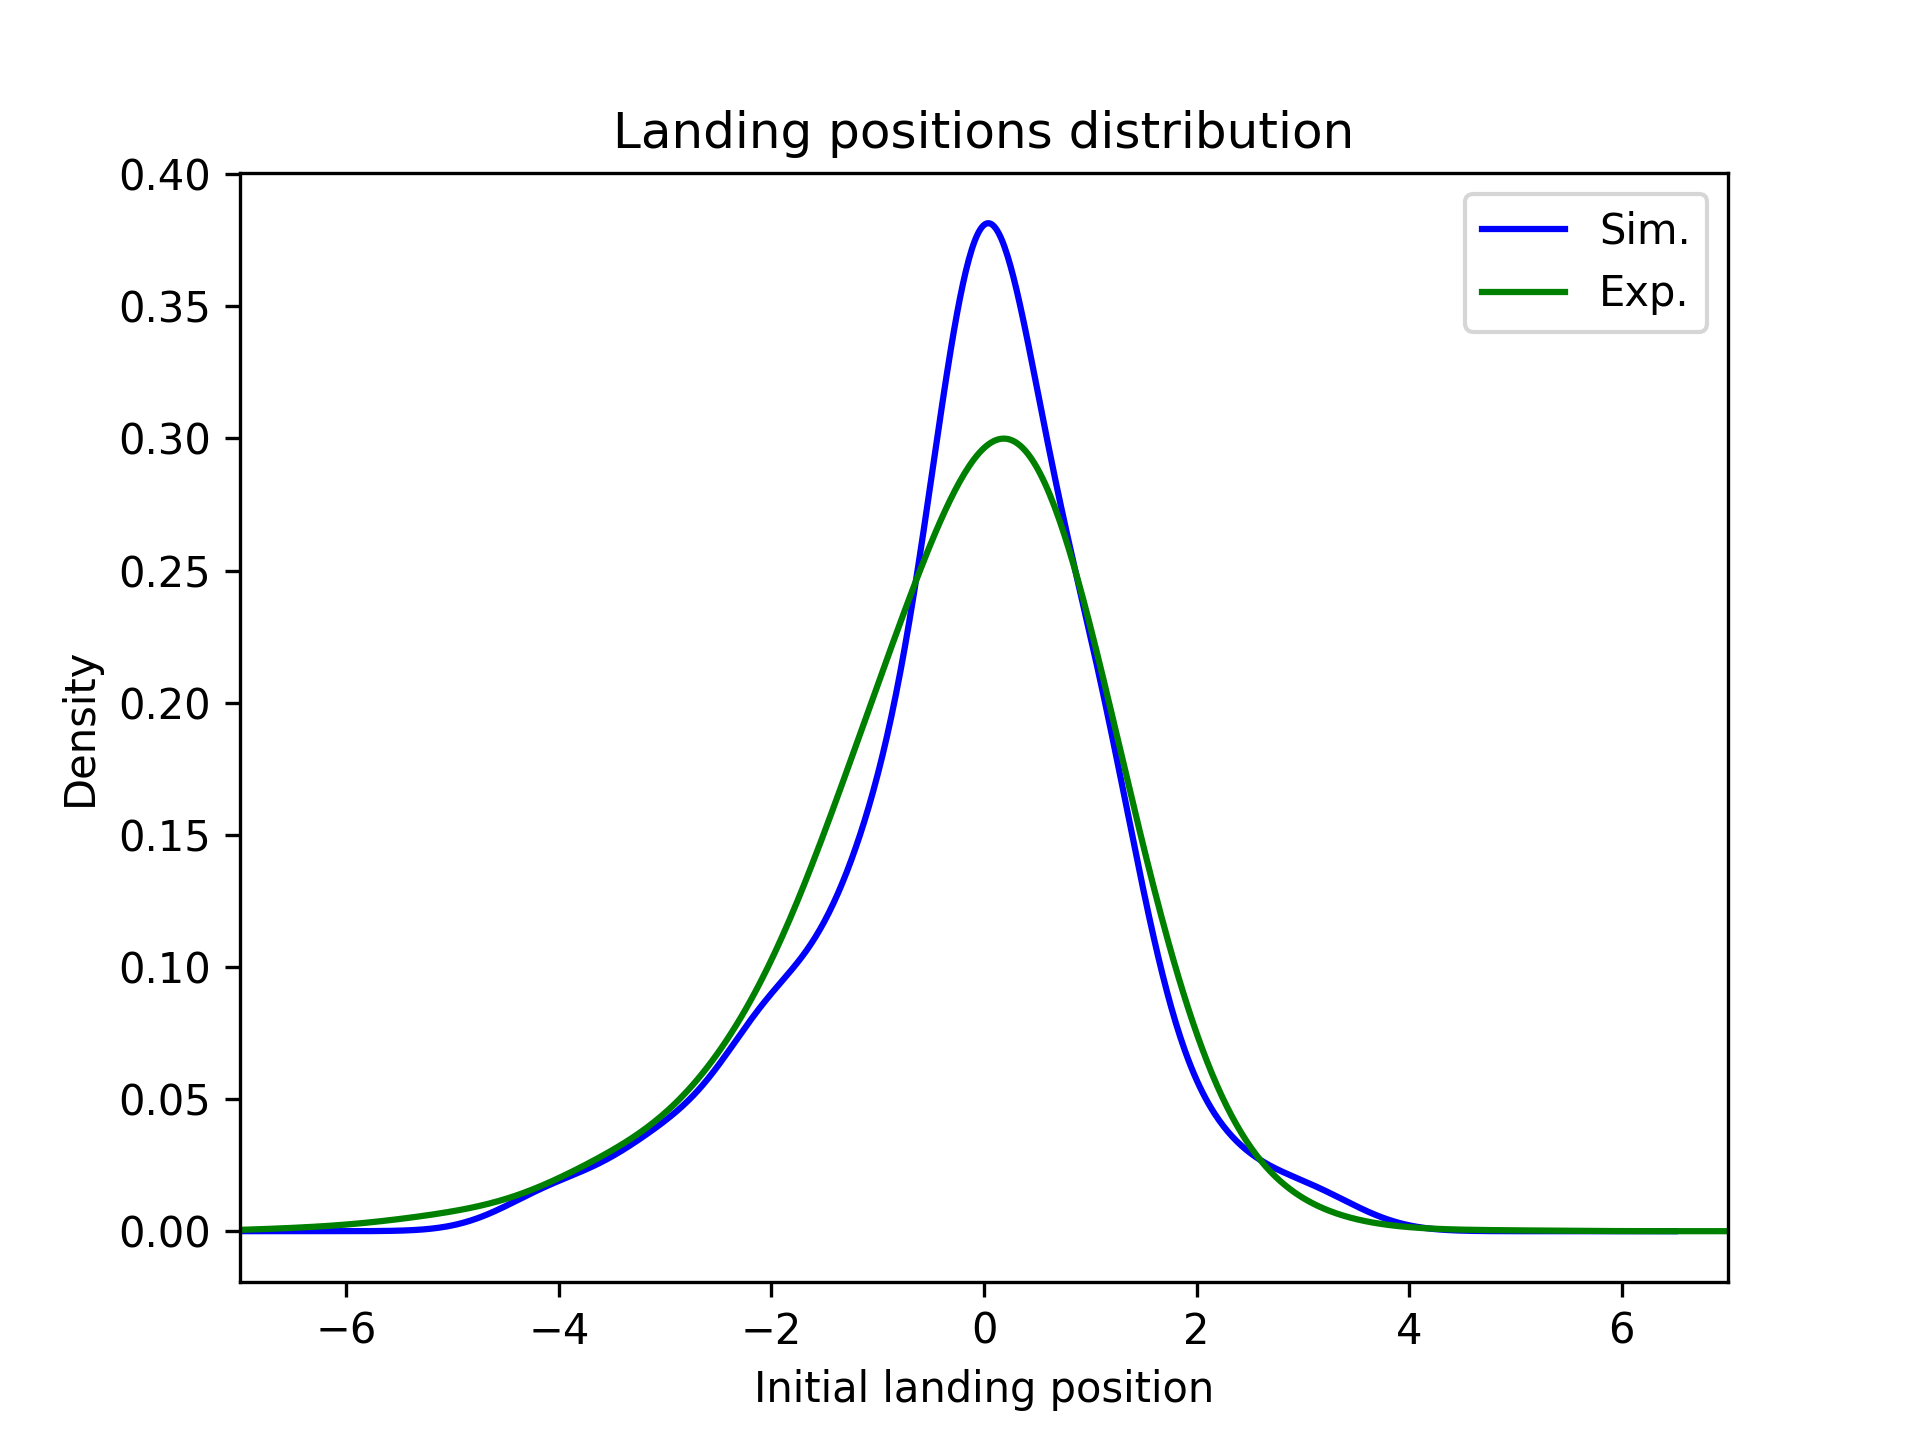 Landing positions distribution
0.40
0.35
0.30
0.25
0.20
0.15
0.10
0.05
0.00
Density
Sim.
Exp.
−6 −4 −2 0 2 4 6
Initial landing position